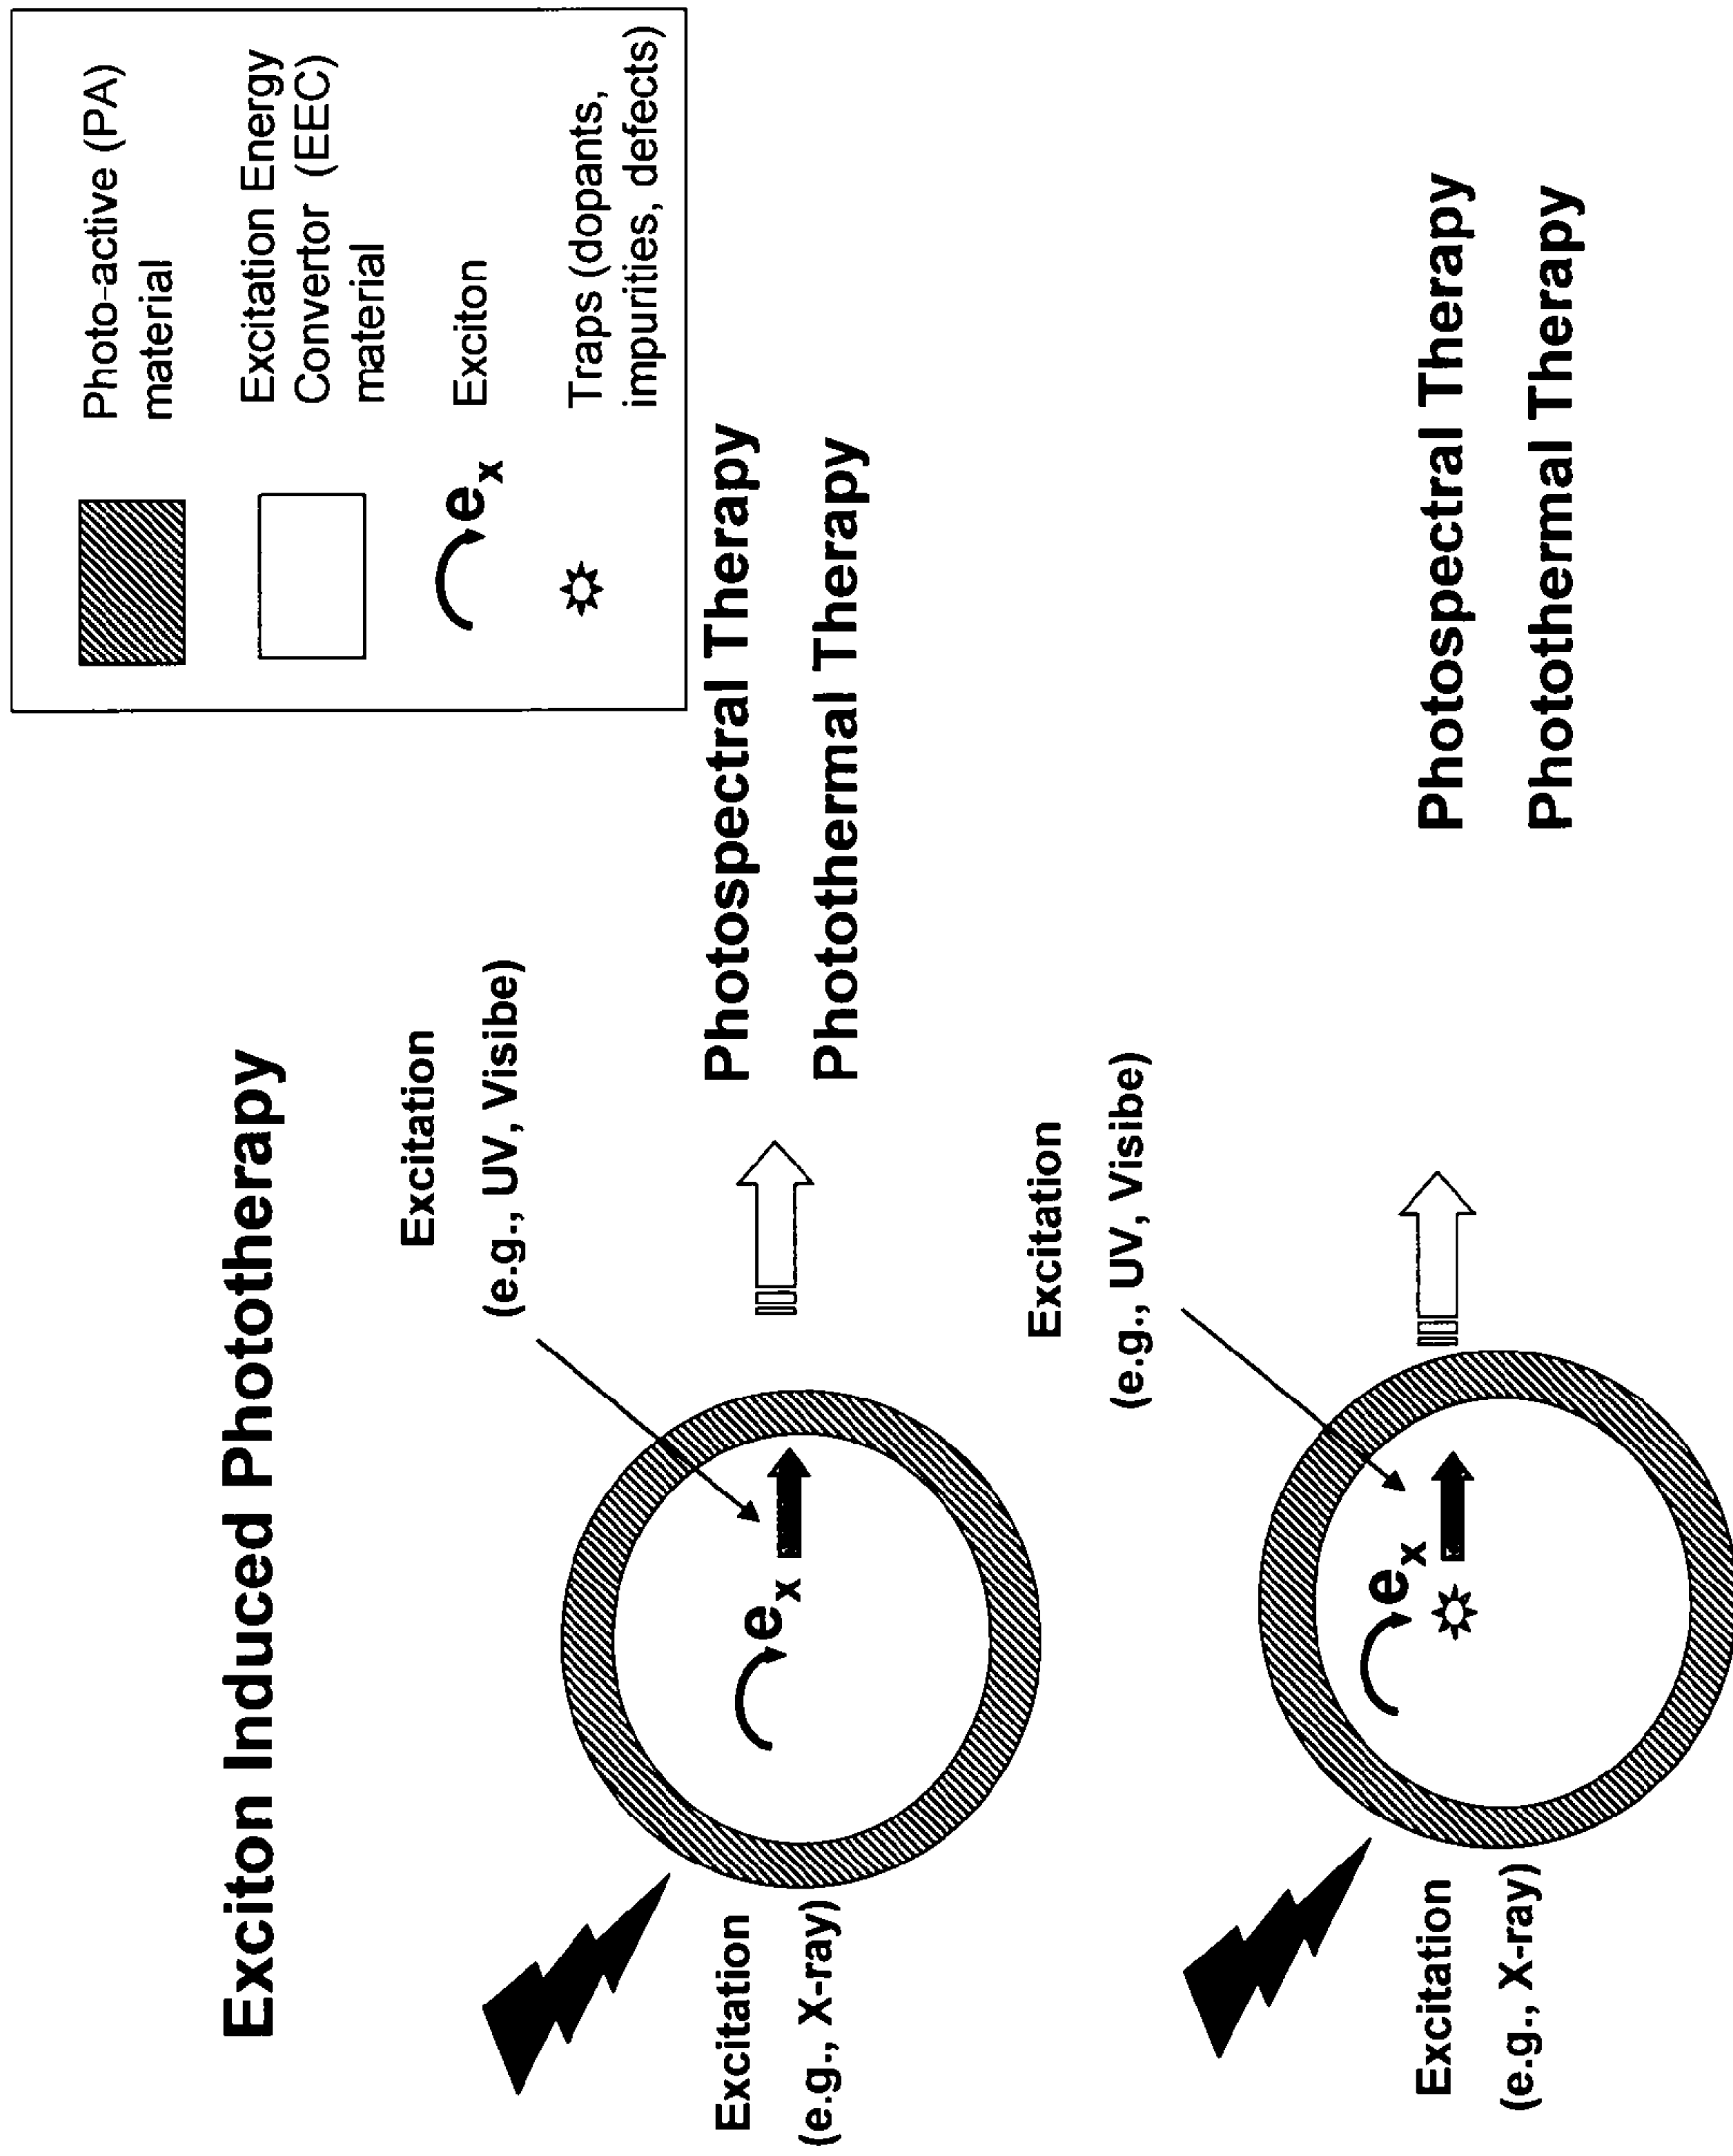 Exciton Induced Phototherapy
Photo-active (PA)
material
Excitation Energy
Convertor (EEC)
material
ex
Exciton
Traps (dopants,
impurities, defects)
Excitation
(e.g., UV, Visibe)
Excitation
(e.g., X-ray)
ex
Photospectral Therapy
Photothermal Therapy
Excitation
(e.g., UV, Visibe)
Excitation
(e.g., X-ray)
ex
Photospectral Therapy
Photothermal Therapy